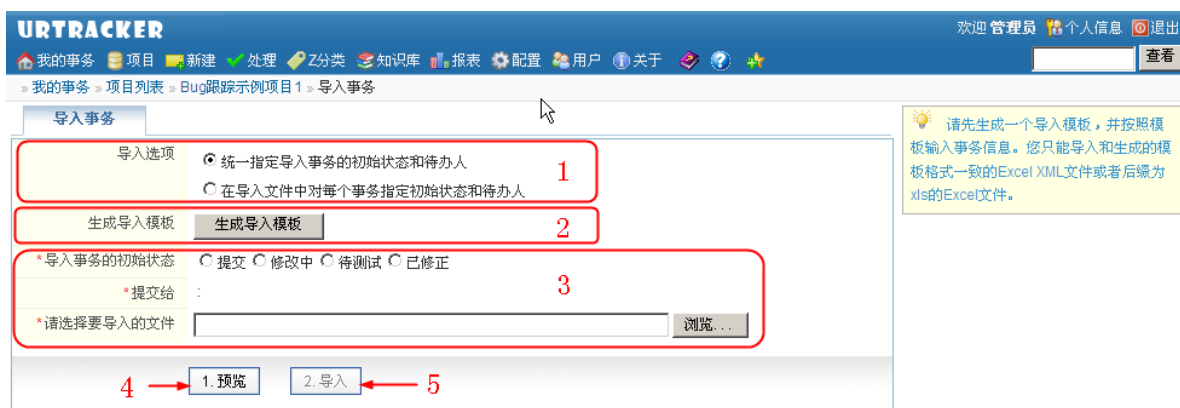 URTRACKER
欢迎 管理员 个人信息 退出
我的事务 项目 新建 处理 Z分类 知识库 报表 配置 用户 关于
查看
» 我的事务 » 项目列表 » Bug跟踪示例项目1 » 导入事务
导入事务
导入选项
统一指定导入事务的初始状态和待办人
在导入文件中对每个事务指定初始状态和待办人
1
生成导入模板 生成导入模板 2
*导入事务的初始状态 提交 修改中 待测试 已修正
*提交给 : 3
*请选择要导入的文件 浏览...
4 1.预览 2.导入 5
请先生成一个导入模板，并按照模
板输入事务信息。您只能导入和生成的模
板格式一致的Excel XML文件或者后缀为
xls的Excel文件。